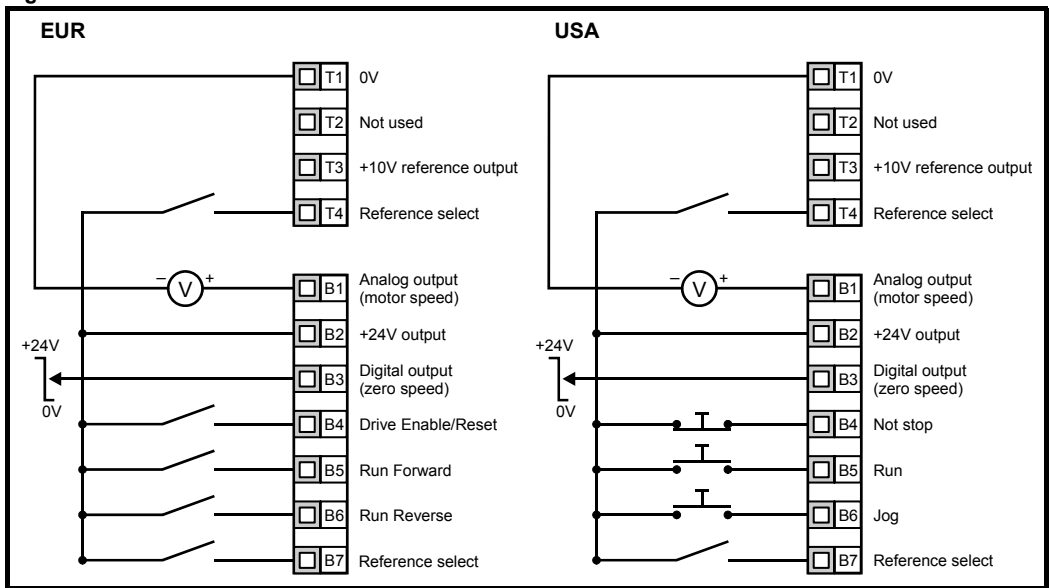 EUR
T1 0V
T2 Not used
T3 +10V reference output
T4 Reference select
– V +
B1 Analog output
(motor speed)
B2 +24V output
+24V
0V
B3 Digital output
(zero speed)
B4 Drive Enable/Reset
B5 Run Forward
B6 Run Reverse
B7 Reference select
USA
T1 0V
T2 Not used
T3 +10V reference output
T4 Reference select
– V +
B1 Analog output
(motor speed)
B2 +24V output
+24V
0V
B3 Digital output
(zero speed)
B4 Not stop
B5 Run
B6 Jog
B7 Reference select